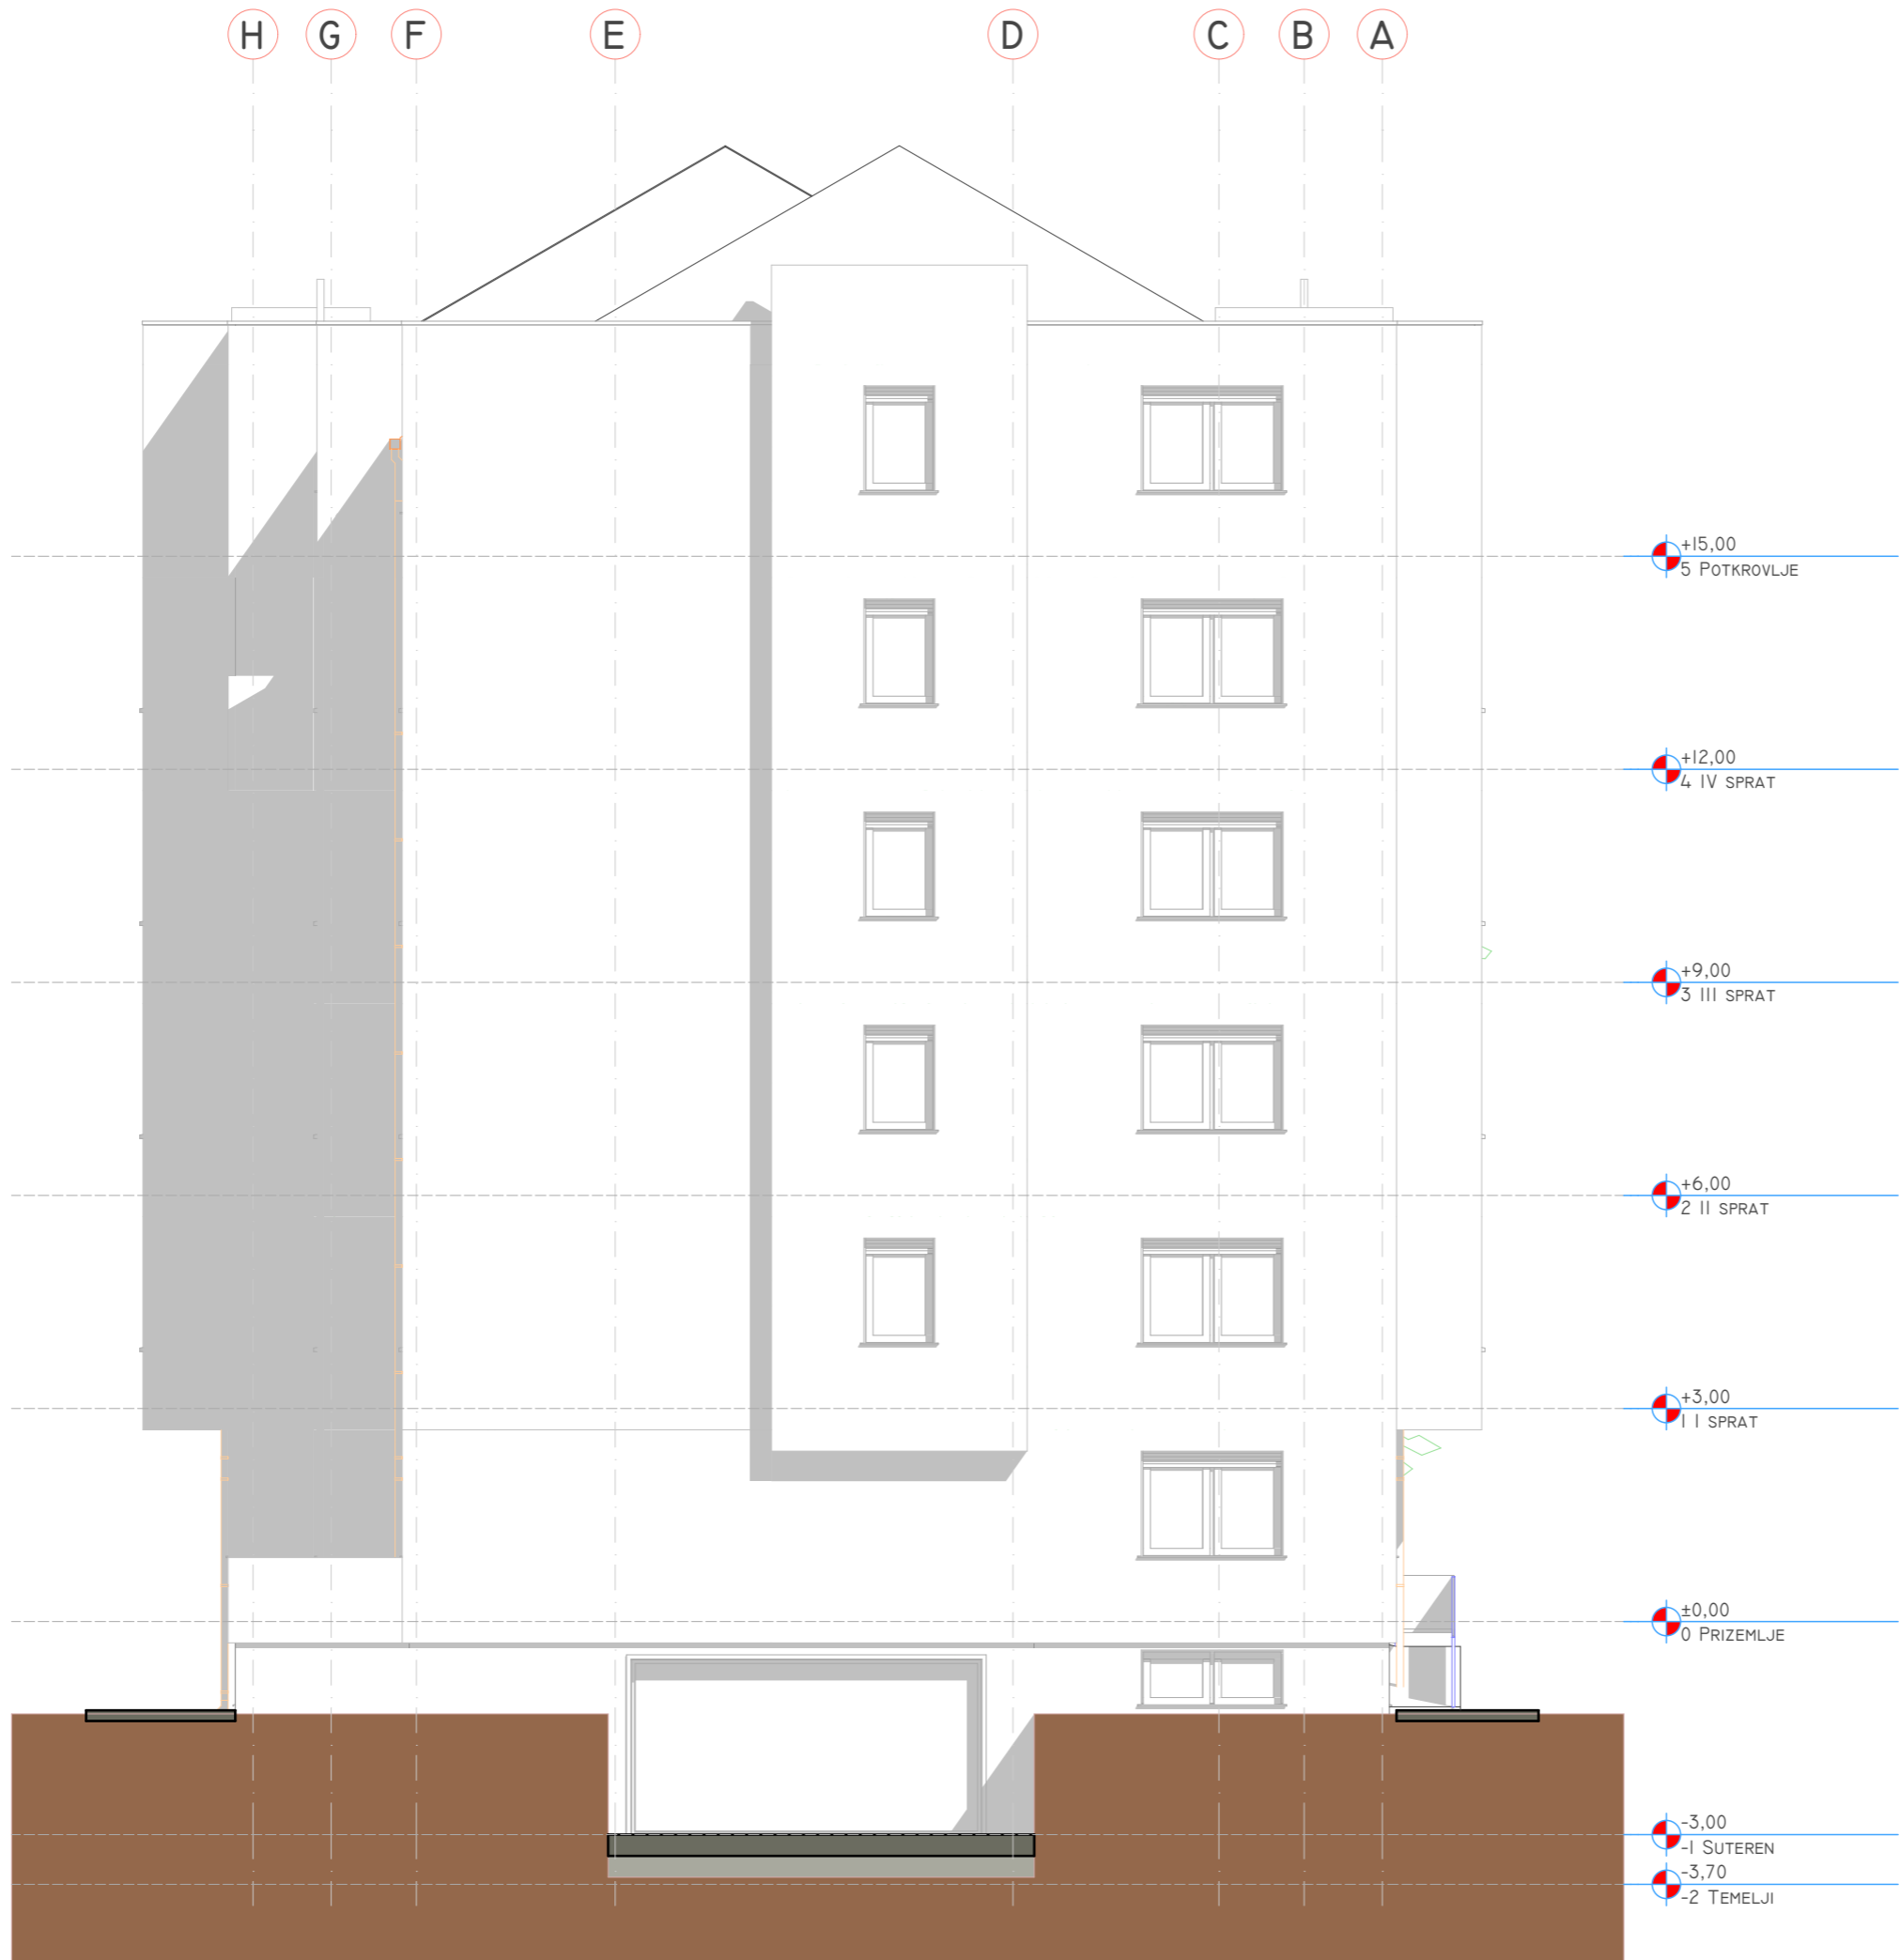 H G F E D C B A
+15,00
5 POTKROVLJE
+12,00
4 IV SPRAT
+9,00
3 III SPRAT
+6,00
2 II SPRAT
+3,00
1 I SPRAT
±0,00
0 PRIZEMLJE
-3,00
-1 SUTEREN
-3,70
-2 TEMELJI